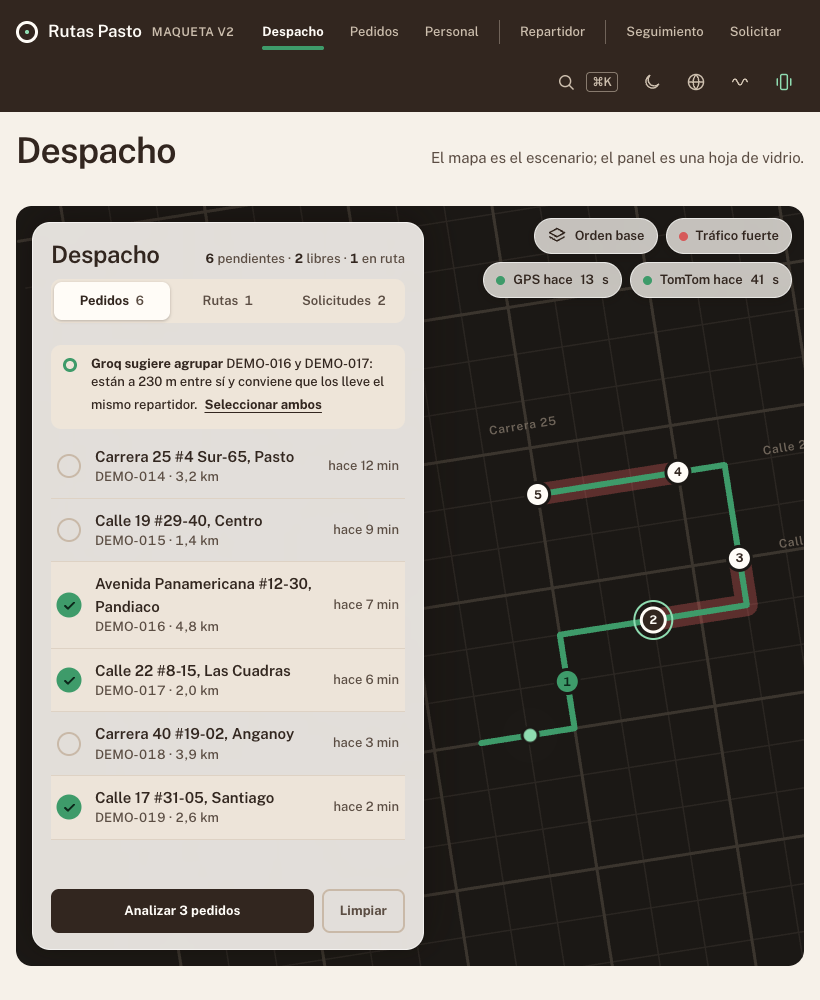 Rutas Pasto MAQUETA V2 Despacho Pedidos Personal Repartidor Seguimiento Solicitar
⌘K
Despacho
El mapa es el escenario; el panel es una hoja de vidrio.
Despacho
6 pendientes · 2 libres · 1 en ruta
Pedidos 6 Rutas 1 Solicitudes 2
Groq sugiere agrupar DEMO-016 y DEMO-017:
están a 230 m entre sí y conviene que los lleve el
mismo repartidor. Seleccionar ambos
Carrera 25 #4 Sur-65, Pasto
DEMO-014 · 3,2 km
hace 12 min
Calle 19 #29-40, Centro
DEMO-015 · 1,4 km
hace 9 min
Avenida Panamericana #12-30,
Pandiaco
DEMO-016 · 4,8 km
hace 7 min
Calle 22 #8-15, Las Cuadras
DEMO-017 · 2,0 km
hace 6 min
Carrera 40 #19-02, Anganoy
DEMO-018 · 3,9 km
hace 3 min
Calle 17 #31-05, Santiago
DEMO-019 · 2,6 km
hace 2 min
Analizar 3 pedidos
Limpiar
Orden base
Tráfico fuerte
GPS hace 13 s
TomTom hace 41 s
Carrera 25
Calle 2
5
4
Call
3
2
1